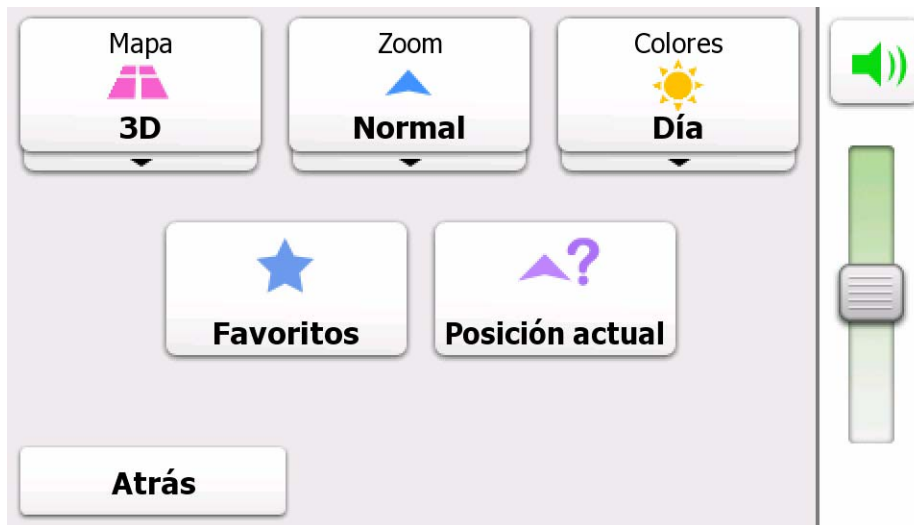 Mapa
3D
Zoom
Normal
Colores
Día
Favoritos
?
Posición actual
Atrás